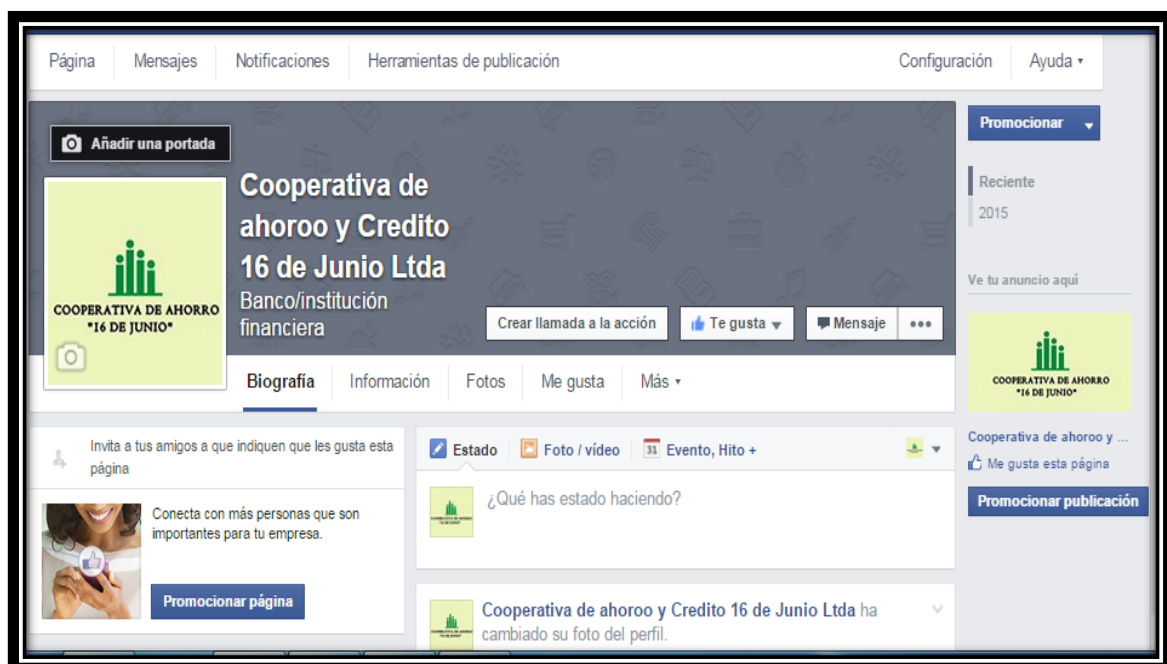 Página Mensajes Notificaciones Herramientas de publicación Configuración Ayuda
Añadir una portada
Promocionar
Cooperativa de
ahoroo y Credito
16 de Junio Ltda
Banco/institución
financiera
COOPERATIVA DE AHORRO
"16 DE JUNIO"
Crear llamada a la acción Te gusta Mensaje
Reciente
2015
Ve tu anuncio aquí
COOPERATIVA DE AHORRO
"16 DE JUNIO"
Cooperativa de ahoroo y ...
Me gusta esta página
Promocionar publicación
Biografía Información Fotos Me gusta Más
Invita a tus amigos a que indiquen que les gusta esta
página
Conecta con más personas que son
importantes para tu empresa.
Promocionar página
Estado Foto / vídeo 31 Evento, Hito +
¿Qué has estado haciendo?
Cooperativa de ahoroo y Credito 16 de Junio Ltda ha
cambiado su foto del perfil.